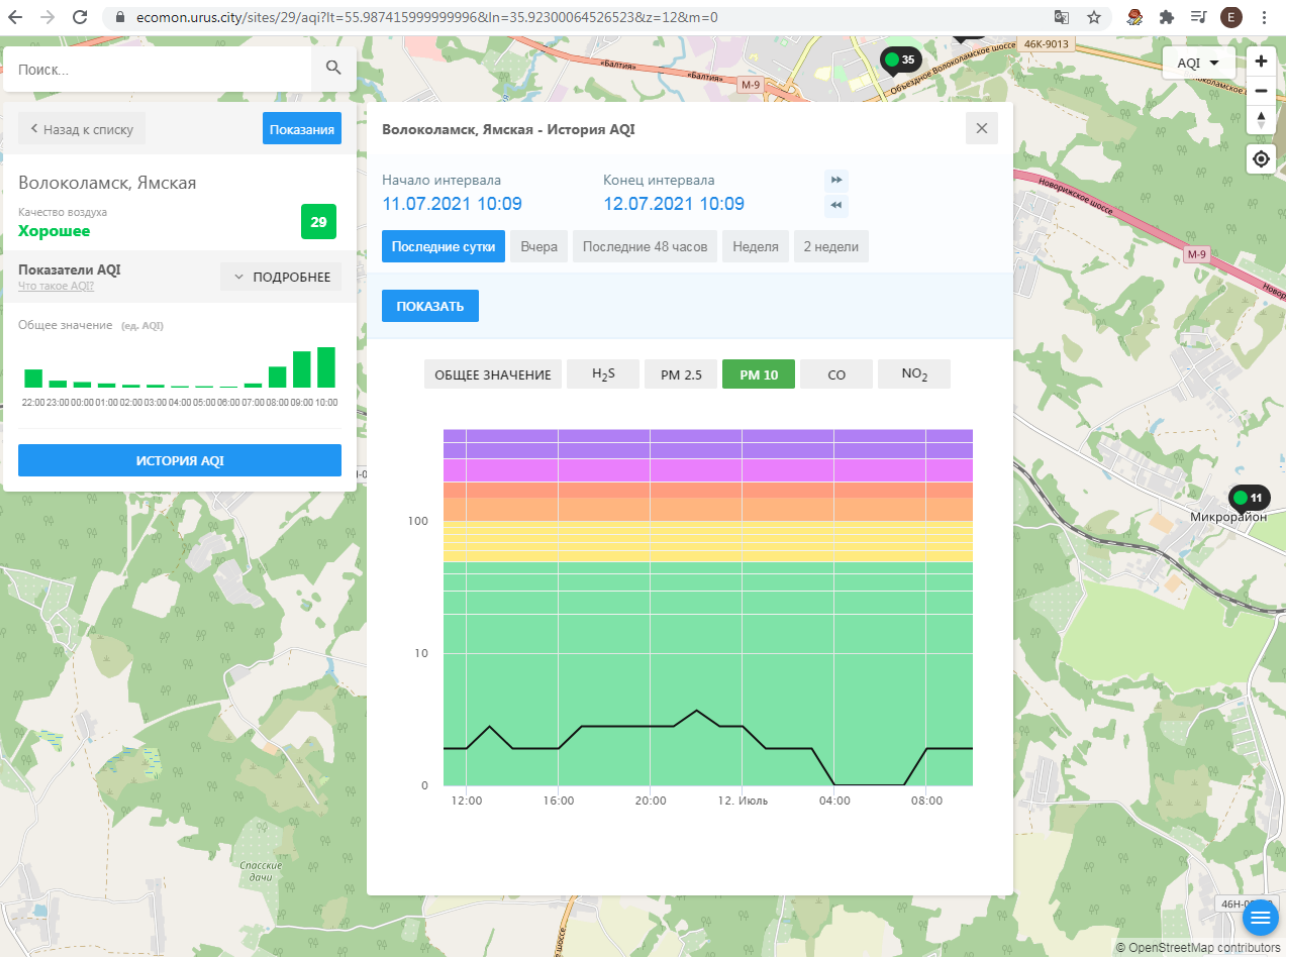 ecomon.urus.city/sites/29/aqi?lt=55.987415999999996&ln=35.92300064526523&z=12&m=0
E
Поиск...
«Балтия»
«Балтия»
М-9
35
Объездное Волоколамское шоссе
46К-9013
AQI
+
−
Назад к списку
Показания
Волоколамск, Ямская - История AQI
×
Волоколамск, Ямская
Качество воздуха
Хорошее
29
Начало интервала
Конец интервала
11.07.2021 10:09
12.07.2021 10:09
Последние сутки
Вчера
Последние 48 часов
Неделя
2 недели
Новорижское шоссе
М-9
Показатели AQI
Что такое AQI?
ПОДРОБНЕЕ
ПОКАЗАТЬ
Общее значение (ед. AQI)
22:00 23:00 00:00 01:00 02:00 03:00 04:00 05:00 06:00 07:00 08:00 09:00 10:00
ИСТОРИЯ AQI
ОБЩЕЕ ЗНАЧЕНИЕ
H2S
PM 2.5
PM 10
CO
NO2
100
10
0
12:00
16:00
20:00
12. Июль
04:00
08:00
11
Микрорайон
Спасские
дачи
© OpenStreetMap contributors